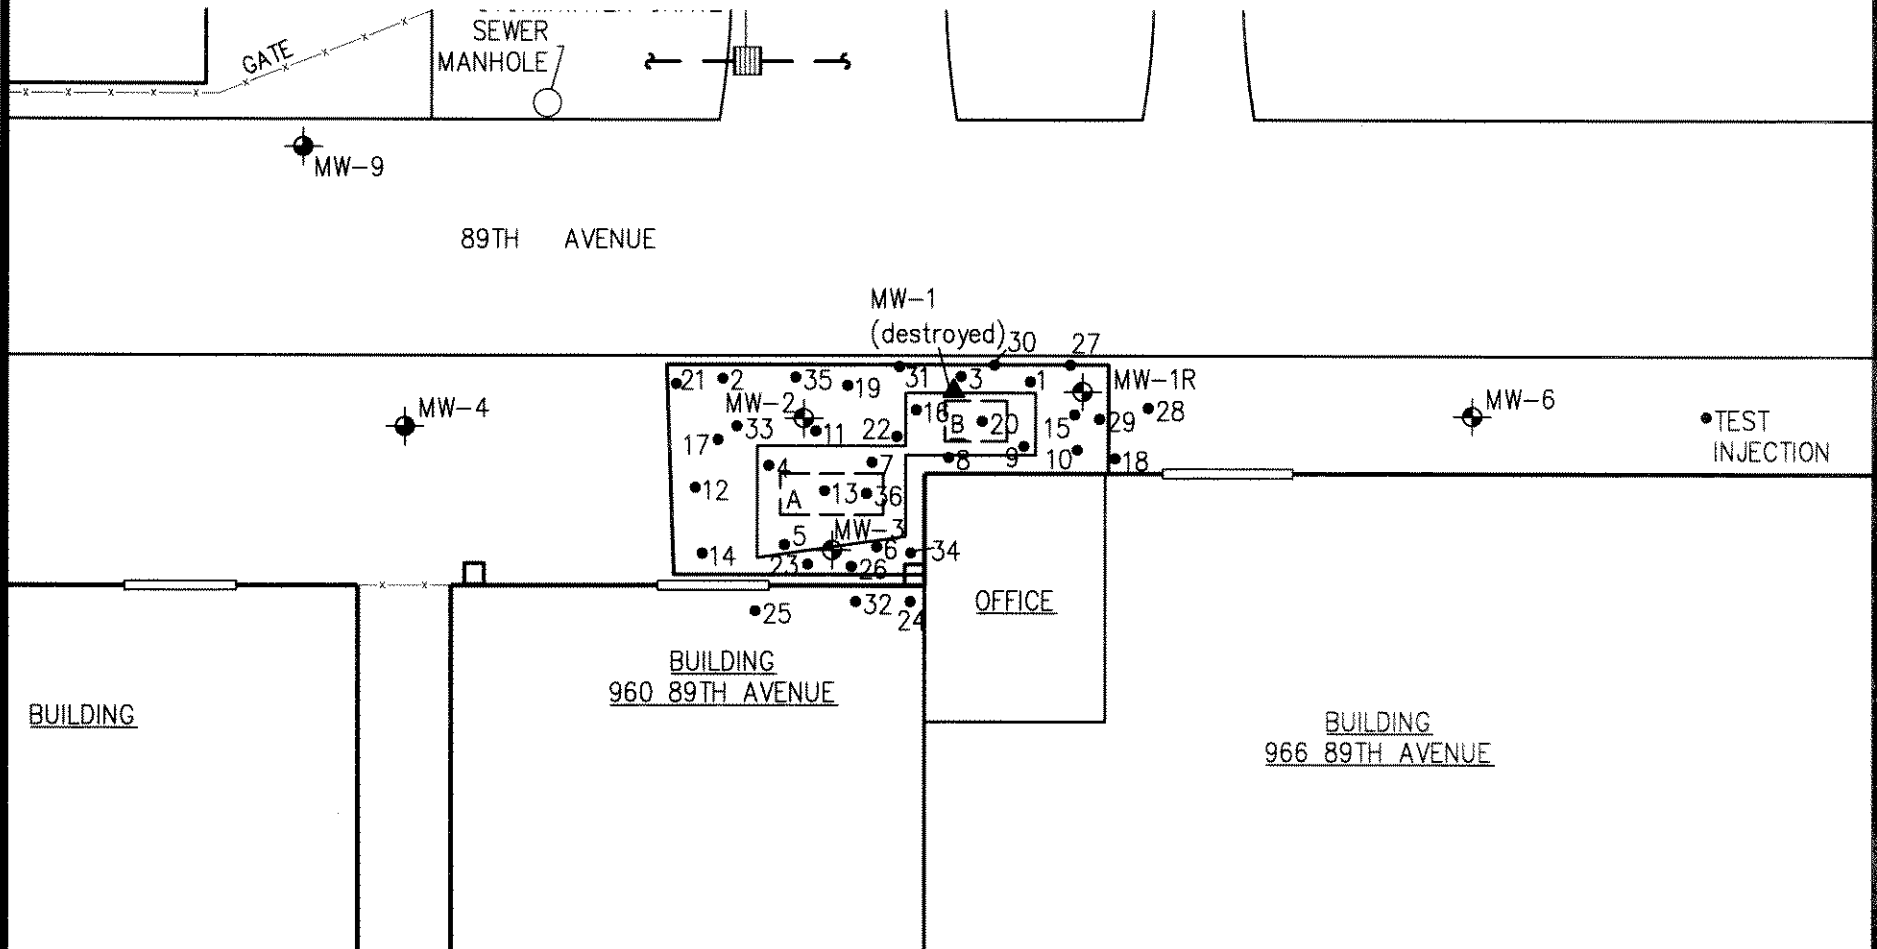 SEWER
MANHOLE
GATE
MW-9
89TH AVENUE
MW-1
(destroyed)
30
27
31
3
1
MW-1R
21
2
35
19
MW-2
16
B
20
15
29
28
MW-4
MW-6
TEST
INJECTION
33
17
11
22
9
8
10
18
4
7
12
A
13
36
5
MW-3
6
34
14
23
26
25
32
24
OFFICE
BUILDING
960 89TH AVENUE
BUILDING
BUILDING
966 89TH AVENUE